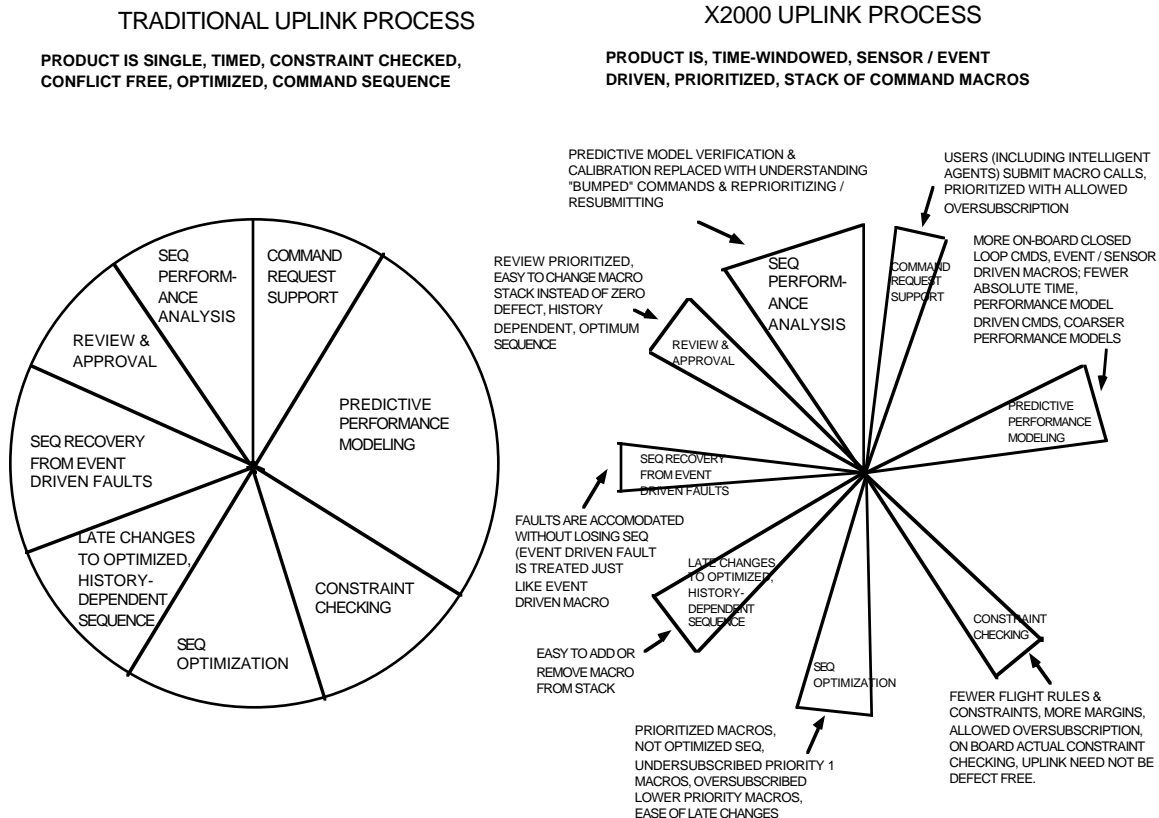 TRADITIONAL UPLINK PROCESS
PRODUCT IS SINGLE, TIMED, CONSTRAINT CHECKED,
CONFLICT FREE, OPTIMIZED, COMMAND SEQUENCE
SEQ
PERFORM-
ANCE
ANALYSIS
COMMAND
REQUEST
SUPPORT
REVIEW &
APPROVAL
PREDICTIVE
PERFORMANCE
MODELING
SEQ RECOVERY
FROM EVENT
DRIVEN FAULTS
LATE CHANGES
TO OPTIMIZED,
HISTORY-
DEPENDENT
SEQUENCE
CONSTRAINT
CHECKING
SEQ
OPTIMIZATION
X2000 UPLINK PROCESS
PRODUCT IS, TIME-WINDOWED, SENSOR / EVENT
DRIVEN, PRIORITIZED, STACK OF COMMAND MACROS
PREDICTIVE MODEL VERIFICATION &
CALIBRATION REPLACED WITH UNDERSTANDING
"BUMPED" COMMANDS & REPRIORITIZING /
RESUBMITTING
USERS (INCLUDING INTELLIGENT
AGENTS) SUBMIT MACRO CALLS,
PRIORITIZED WITH ALLOWED
OVERSUBSCRIPTION
REVIEW PRIORITIZED,
EASY TO CHANGE MACRO
STACK INSTEAD OF ZERO
DEFECT, HISTORY
DEPENDENT, OPTIMUM
SEQUENCE
SEQ
PERFORM-
ANCE
ANALYSIS
COMMAND
REQUEST
SUPPORT
MORE ON-BOARD CLOSED
LOOP CMDS, EVENT / SENSOR
DRIVEN MACROS; FEWER
ABSOLUTE TIME,
PERFORMANCE MODEL
DRIVEN CMDS, COARSER
PERFORMANCE MODELS
REVIEW &
APPROVAL
PREDICTIVE
PERFORMANCE
MODELING
SEQ RECOVERY
FROM EVENT
DRIVEN FAULTS
FAULTS ARE ACCOMODATED
WITHOUT LOSING SEQ
(EVENT DRIVEN FAULT
IS TREATED JUST
LIKE EVENT
DRIVEN MACRO
LATE CHANGES
TO OPTIMIZED,
HISTORY-
DEPENDENT
SEQUENCE
CONSTRAINT
CHECKING
EASY TO ADD OR
REMOVE MACRO
FROM STACK
SEQ
OPTIMIZATION
FEWER FLIGHT RULES &
CONSTRAINTS, MORE MARGINS,
ALLOWED OVERSUBSCRIPTION,
ON BOARD ACTUAL CONSTRAINT
CHECKING, UPLINK NEED NOT BE
DEFECT FREE.
PRIORITIZED MACROS,
NOT OPTIMIZED SEQ,
UNDERSUBSCRIBED PRIORITY 1
MACROS, OVERSUBSCRIBED
LOWER PRIORITY MACROS,
EASE OF LATE CHANGES